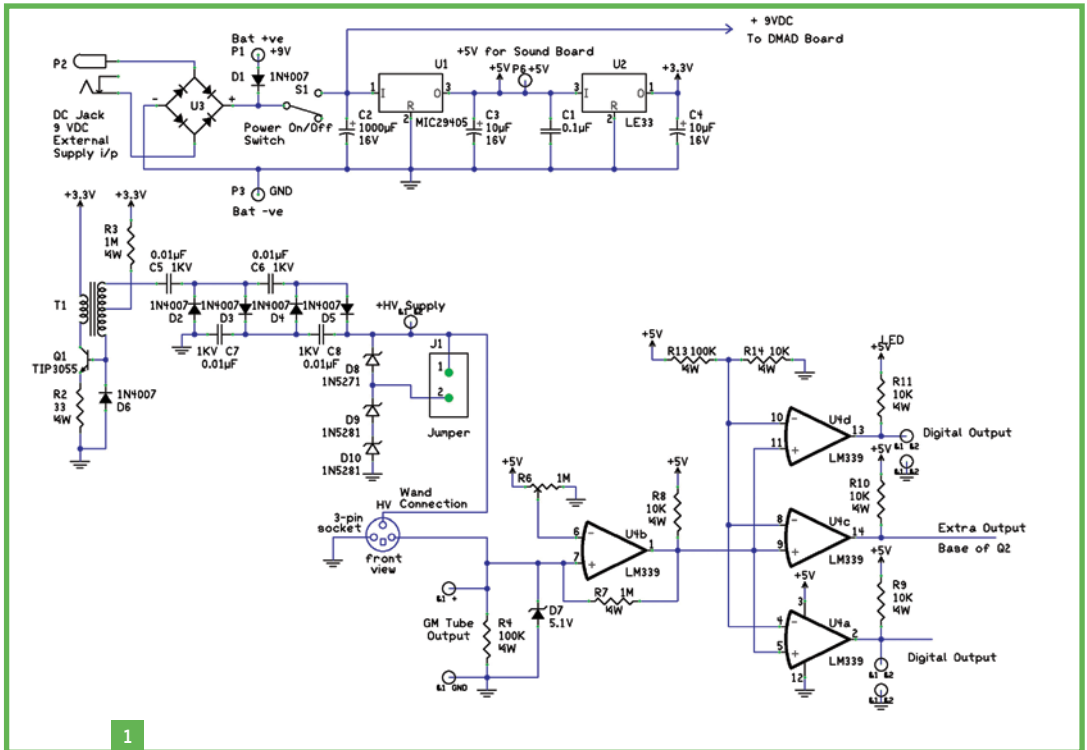 + 9VDC
To DMAD Board
Bat +ve
P1 +9V
P2
D1 1N4007
S1
U3
- +
DC Jack
9 VDC
External
Supply i/p
Power On/Off
Switch
+5V for Sound Board
+5V P6 +5V
U1
1 I O 3
R
2
MIC29405
C2
1000µF
16V
C3
10µF
16V
C1
0.1µF
U2
3 I O 1
R
2
LE33
+3.3V
C4
10µF
16V
P3 GND
Bat -ve
+3.3V +3.3V
R3
1M
¼W
T1
0.01µF
C5 1KV
0.01µF
C6 1KV
1N4007 1N4007 1N4007 1N4007
D2 D3 D4 D5
1KV C7
0.01µF
1KV C8
0.01µF
Q1
TIP3055
R2
33
¼W
1N4007
D6
+HV Supply
J1
1
2
Jumper
D8
1N5271
D9
1N5281
D10
1N5281
Wand
Connection
HV
3-pin
socket
front
view
GM Tube
Output
&1 +
&1 GND
R4
100K
¼W
D7
5.1V
+5V
R6 1M
6 -
7 +
U4b
1
LM339
R7 1M
¼W
+5V
R8
10K
¼W
+5V
R13 100K
¼W
R14 10K
¼W
LED
+5V
R11
10K
¼W
10 -
11 +
U4d
13
LM339
Digital Output
&1 &2
+5V
R10
10K
¼W
8 -
9 +
U4c
14
LM339
Extra Output
Base of Q2
+5V
R9
10K
¼W
+5V
3
4 -
5 +
U4a
2
LM339
12
Digital Output
&1 &2
1